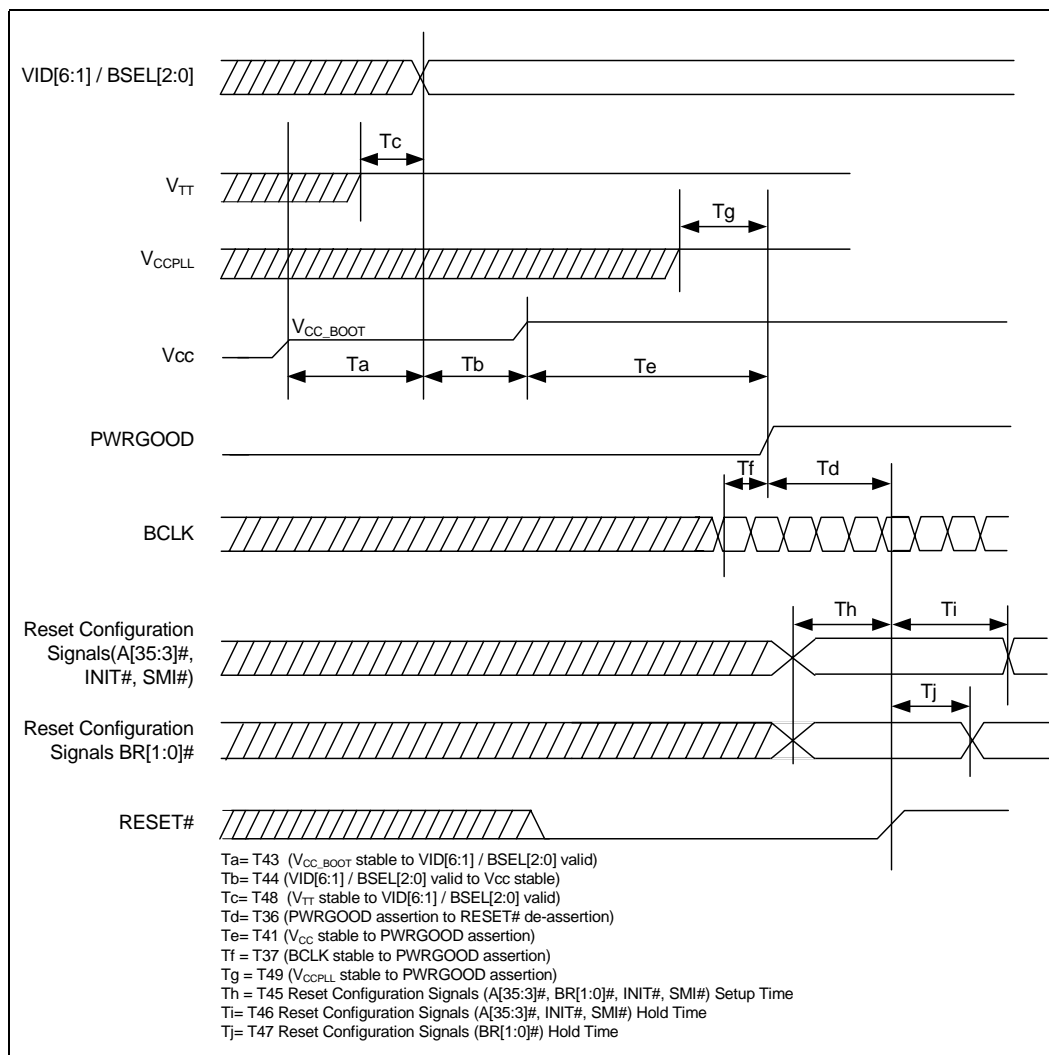 VID[6:1] / BSEL[2:0]
Tc
VTT
Tg
VCCPLL
VCC_BOOT
Vcc
Ta
Tb
Te
PWRGOOD
Tf
Td
BCLK
Th
Ti
Reset Configuration
Signals(A[35:3]#,
INIT#, SMI#)
Tj
Reset Configuration
Signals BR[1:0]#
RESET#
Ta= T43 (VCC_BOOT stable to VID[6:1] / BSEL[2:0] valid)
Tb= T44 (VID[6:1] / BSEL[2:0] valid to Vcc stable)
Tc= T48 (VTT stable to VID[6:1] / BSEL[2:0] valid)
Td= T36 (PWRGOOD assertion to RESET# de-assertion)
Te= T41 (VCC stable to PWRGOOD assertion)
Tf = T37 (BCLK stable to PWRGOOD assertion)
Tg = T49 (VCCPLL stable to PWRGOOD assertion)
Th = T45 Reset Configuration Signals (A[35:3]#, BR[1:0]#, INIT#, SMI#) Setup Time
Ti= T46 Reset Configuration Signals (A[35:3]#, INIT#, SMI#) Hold Time
Tj= T47 Reset Configuration Signals (BR[1:0]#) Hold Time